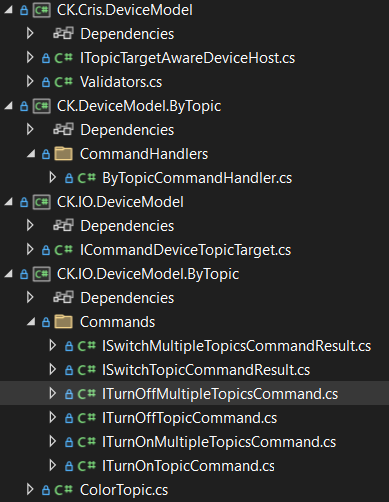 C# CK.Cris.DeviceModel
Dependencies
C# ITopicTargetAwareDeviceHost.cs
C# Validators.cs
C# CK.DeviceModel.ByTopic
Dependencies
CommandHandlers
C# ByTopicCommandHandler.cs
C# CK.IO.DeviceModel
Dependencies
C# ICommandDeviceTopicTarget.cs
C# CK.IO.DeviceModel.ByTopic
Dependencies
Commands
C# ISwitchMultipleTopicsCommandResult.cs
C# ISwitchTopicCommandResult.cs
C# ITurnOffMultipleTopicsCommand.cs
C# ITurnOffTopicCommand.cs
C# ITurnOnMultipleTopicsCommand.cs
C# ITurnOnTopicCommand.cs
C# ColorTopic.cs